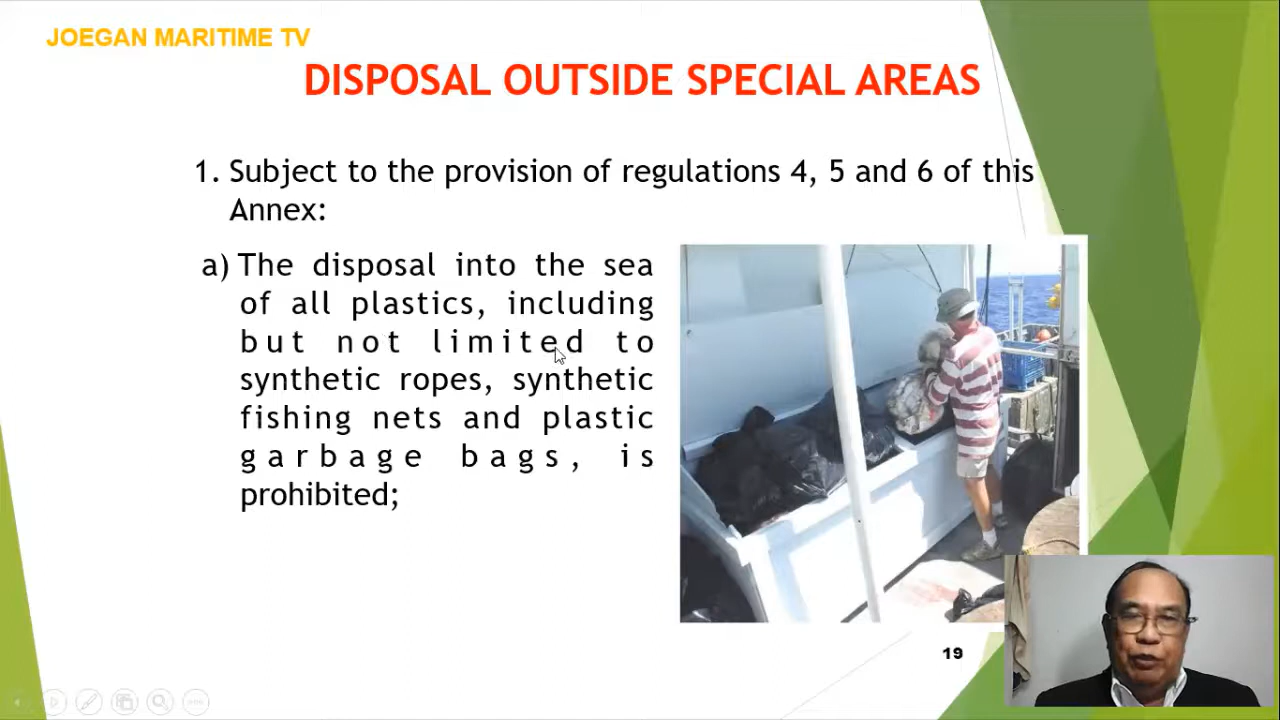 JOEGAN MARITIME TV
DISPOSAL OUTSIDE SPECIAL AREAS
1. Subject to the provision of regulations 4, 5 and 6 of this
Annex:
a) The disposal into the sea
of all plastics, including
but not limited to
synthetic ropes, synthetic
fishing nets and plastic
garbage bags, is
prohibited;
19